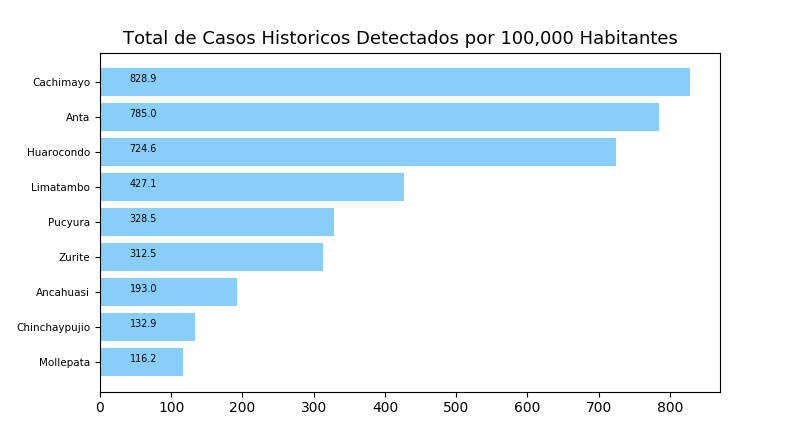 Total de Casos Historicos Detectados por 100,000 Habitantes
Cachimayo 828.9
Anta 785.0
Huarocondo 724.6
Limatambo 427.1
Pucyura 328.5
Zurite 312.5
Ancahuasi 193.0
Chinchaypujio 132.9
Mollepata 116.2
0 100 200 300 400 500 600 700 800